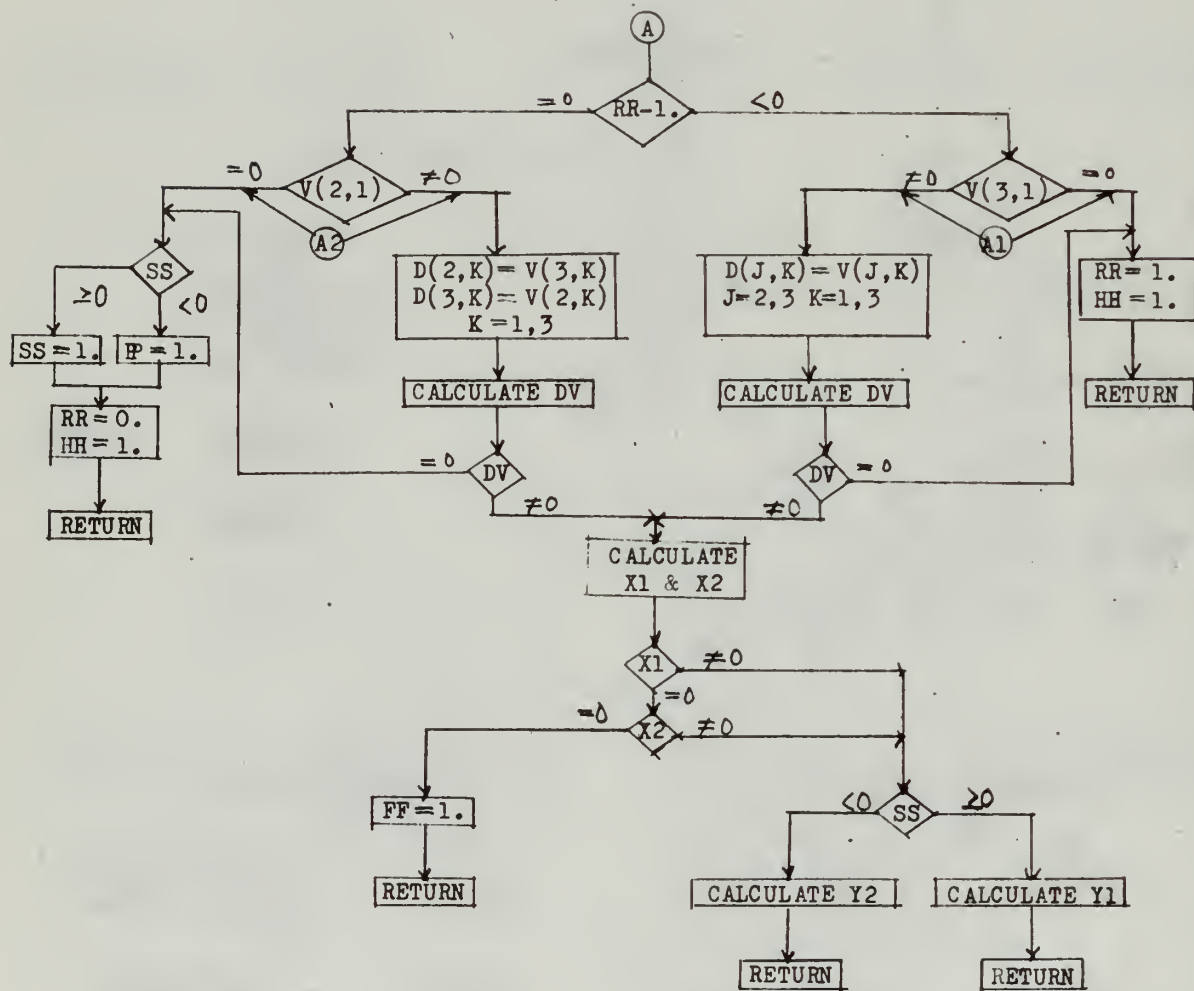 A
=0
RR-1.
<0
=0
V(2,1)
≠0
≠0
V(3,1)
=0
A2
A1
SS
≥0
<0
D(2,K)=V(3,K)
D(3,K)=V(2,K)
K=1,3
D(J,K)=V(J,K)
J=2,3 K=1,3
RR=1.
HH=1.
SS=1.
PP=1.
CALCULATE DV
CALCULATE DV
RETURN
RR=0.
HH=1.
=0
DV
≠0
DV
=0
≠0
RETURN
CALCULATE
X1 & X2
X1
≠0
=0
=0
X2
≠0
FF=1.
<0
SS
≥0
RETURN
CALCULATE Y2
CALCULATE Y1
RETURN
RETURN